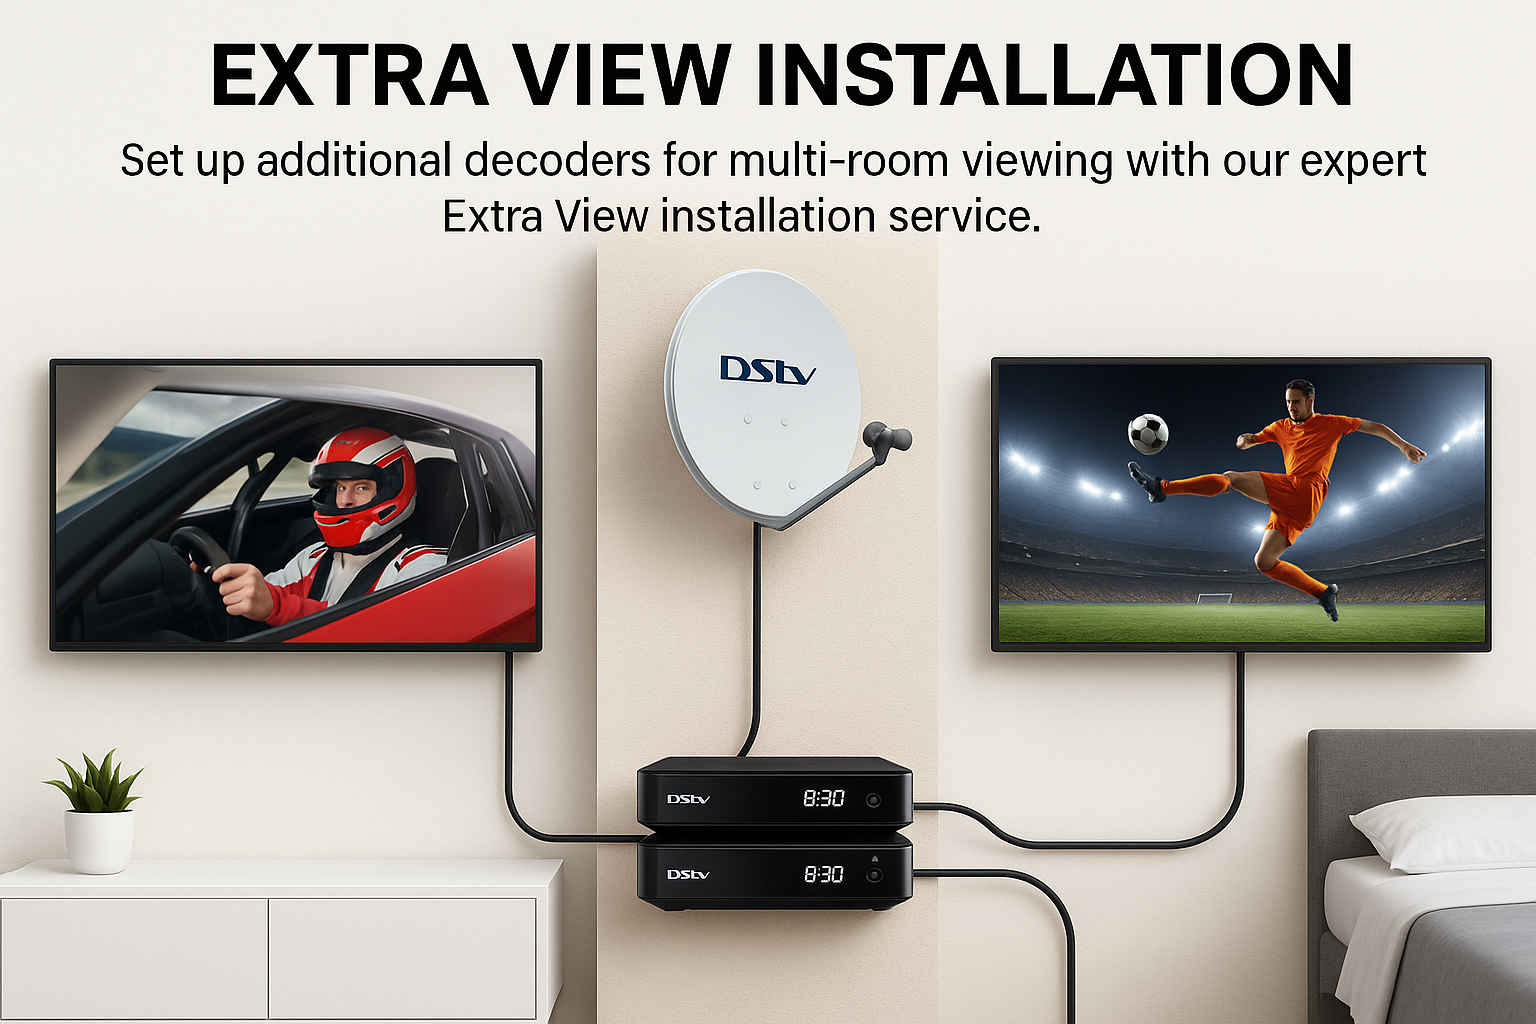 EXTRA VIEW INSTALLATION
Set up additional decoders for multi-room viewing with our expert
Extra View installation service.
DStv
DStv 8:30
DStv 8:30